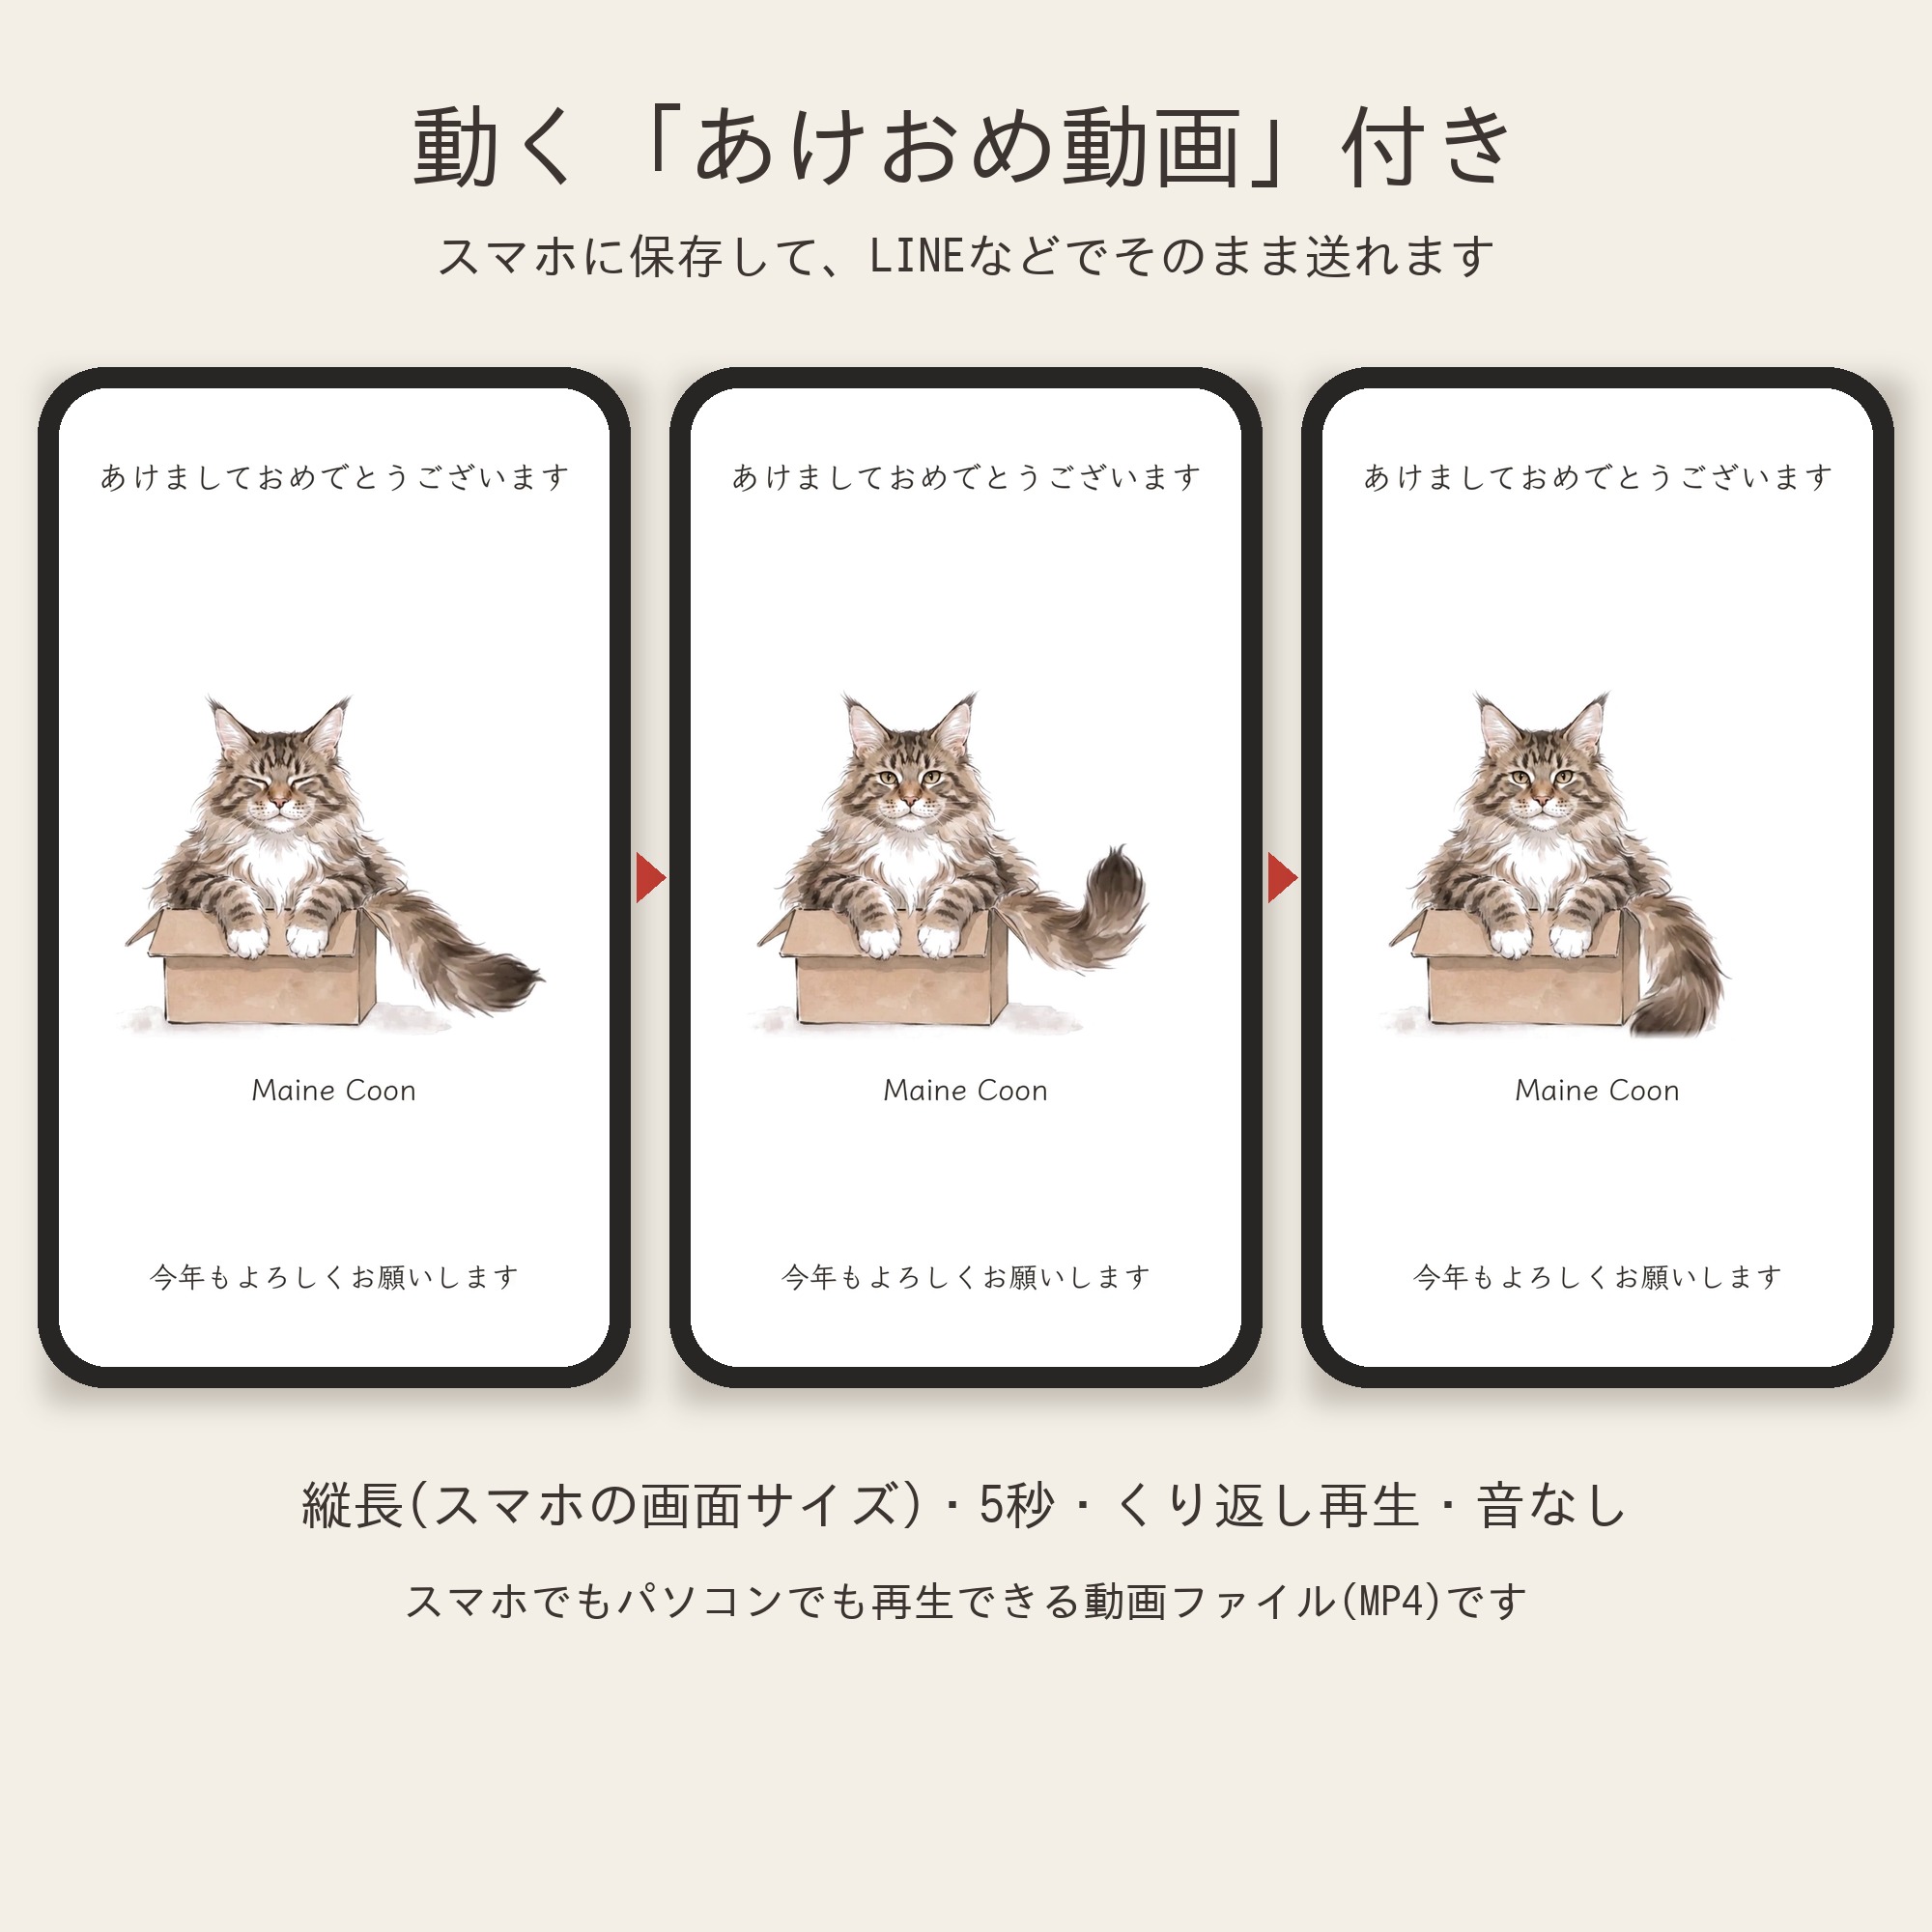 動く「あけおめ動画」付き
スマホに保存して、LINEなどでそのまま送れます
あけましておめでとうございます
Maine Coon
今年もよろしくお願いします
あけましておめでとうございます
Maine Coon
今年もよろしくお願いします
あけましておめでとうございます
Maine Coon
今年もよろしくお願いします
縦長(スマホの画面サイズ)・5秒・くり返し再生・音なし
スマホでもパソコンでも再生できる動画ファイル(MP4)です